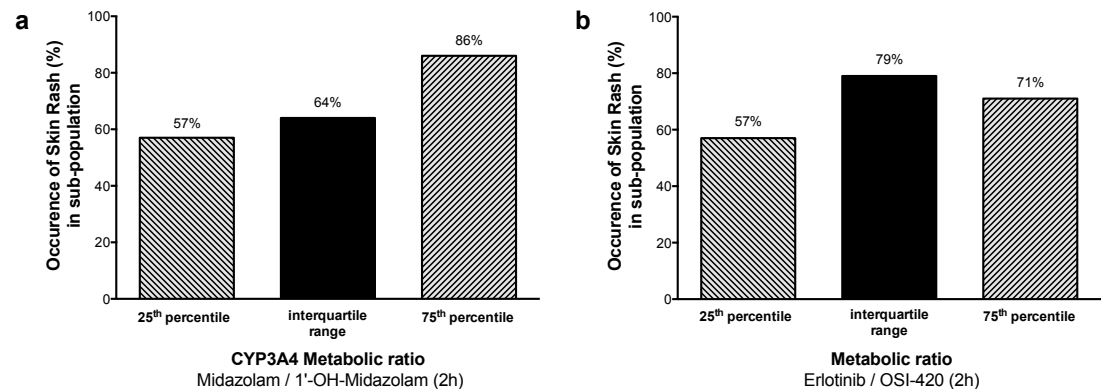 a
Occurence of Skin Rash (%)
in sub-population
100
80
60
40
20
0
57%
64%
86%
25th percentile
interquartile
range
75th percentile
CYP3A4 Metabolic ratio
Midazolam / 1'-OH-Midazolam (2h)
b
Occurence of Skin Rash (%)
in sub-population
100
80
60
40
20
0
57%
79%
71%
25th percentile
interquartile
range
75th percentile
Metabolic ratio
Erlotinib / OSI-420 (2h)